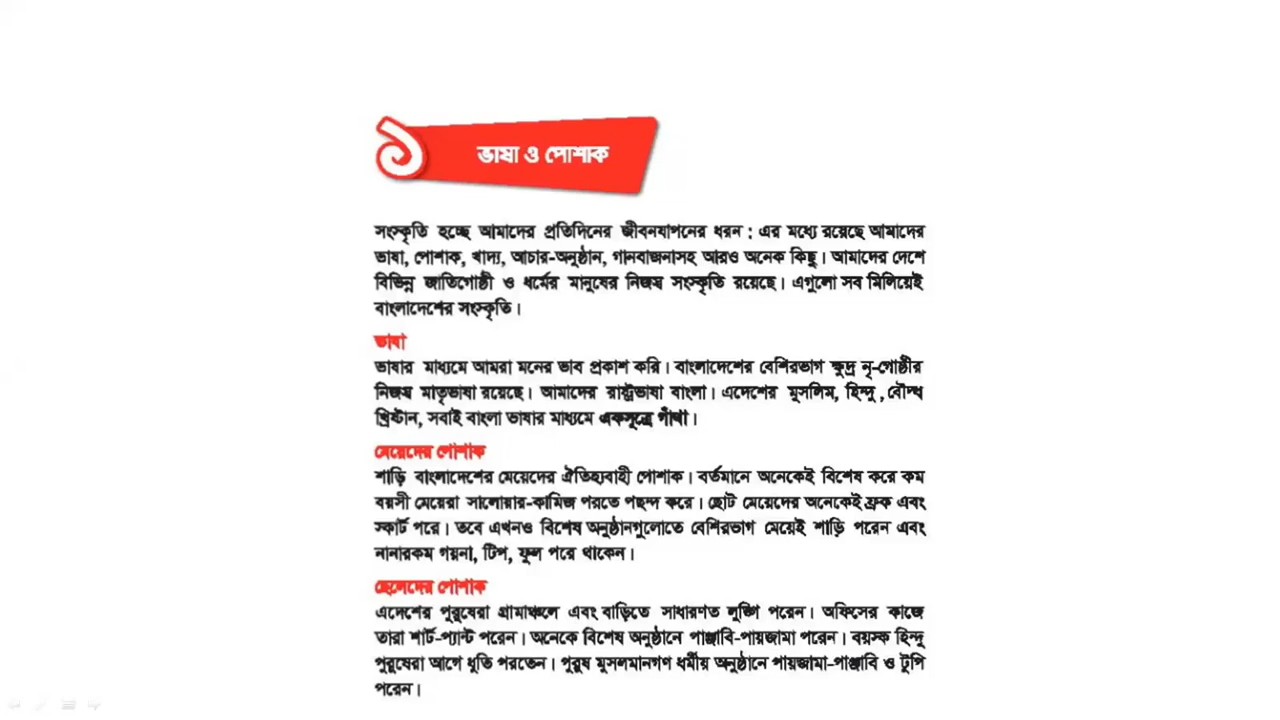 ১
ভাষা ও পোশাক
সংস্কৃতি হচ্ছে আমাদের প্রতিদিনের জীবনযাপনের ধরন : এর মধ্যে রয়েছে আমাদের
ভাষা, পোশাক, খাদ্য, আচার-অনুষ্ঠান, গানবাজনাসহ আরও অনেক কিছু। আমাদের দেশে
বিভিন্ন জাতিগোষ্ঠী ও ধর্মের মানুষের নিজস্ব সংস্কৃতি রয়েছে। এগুলো সব মিলিয়েই
বাংলাদেশের সংস্কৃতি।
ভাষা
ভাষার মাধ্যমে আমরা মনের ভাব প্রকাশ করি। বাংলাদেশের বেশিরভাগ ক্ষুদ্র নৃ-গোষ্ঠীর
নিজস্ব মাতৃভাষা রয়েছে। আমাদের রাষ্ট্রভাষা বাংলা। এদেশের মুসলিম, হিন্দু ,বৌদ্ধ
খ্রিষ্টান, সবাই বাংলা ভাষার মাধ্যমে একসূত্রে গাঁথা।
মেয়েদের পোশাক
শাড়ি বাংলাদেশের মেয়েদের ঐতিহ্যবাহী পোশাক। বর্তমানে অনেকেই বিশেষ করে কম
বয়সী মেয়েরা সালোয়ার-কামিজ পরতে পছন্দ করে। ছোট মেয়েদের অনেকেই ফ্রক এবং
স্কার্ট পরে। তবে এখনও বিশেষ অনুষ্ঠানগুলোতে বেশিরভাগ মেয়েই শাড়ি পরেন এবং
নানারকম গয়না, টিপ, ফুল পরে থাকেন।
ছেলেদের পোশাক
এদেশের পুরুষেরা গ্রামাঞ্চলে এবং বাড়িতে সাধারণত লুঙ্গি পরেন। অফিসের কাজে
তারা শার্ট-প্যান্ট পরেন। অনেকে বিশেষ অনুষ্ঠানে পাঞ্জাবি-পায়জামা পরেন। বয়স্ক হিন্দু
পুরুষেরা আগে ধুতি পরতেন। পুরুষ মুসলমানগণ ধর্মীয় অনুষ্ঠানে পায়জামা-পাঞ্জাবি ও টুপি
পরেন।